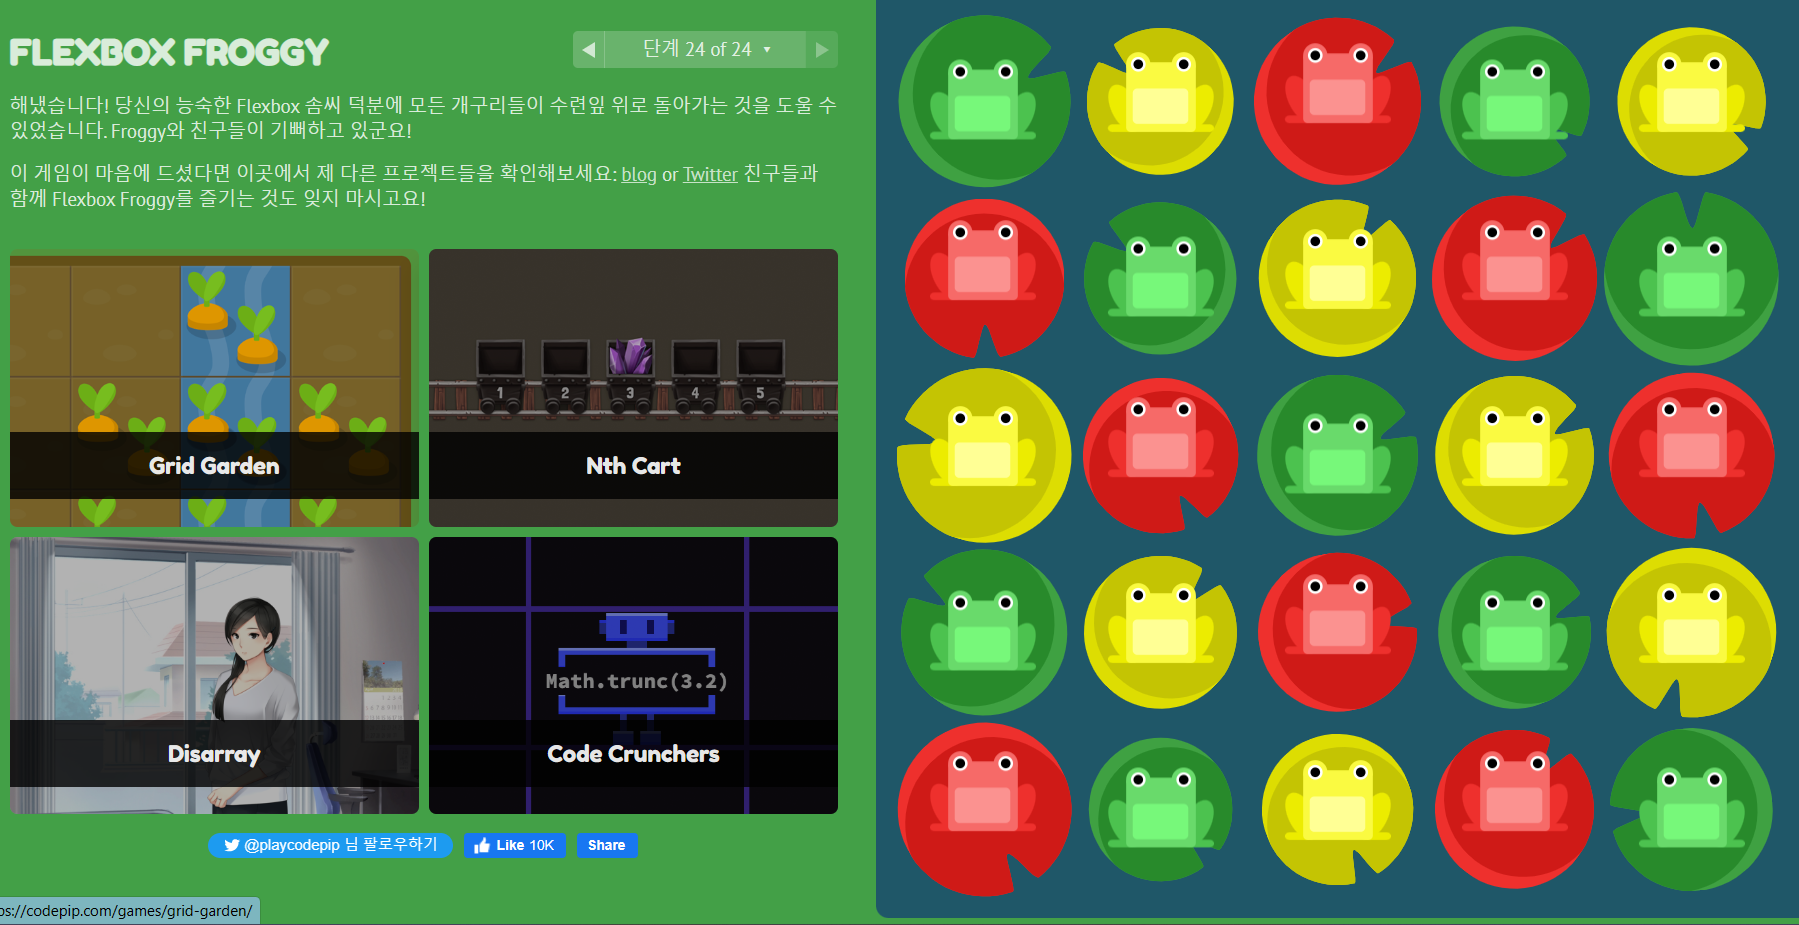 FLEXBOX FROGGY
단계 24 of 24
해냈습니다! 당신의 능숙한 Flexbox 솜씨 덕분에 모든 개구리들이 수련잎 위로 돌아가는 것을 도울 수
있었습니다. Froggy와 친구들이 기뻐하고 있군요!
이 게임이 마음에 드셨다면 이곳에서 제 다른 프로젝트들을 확인해보세요: blog or Twitter 친구들과
함께 Flexbox Froggy를 즐기는 것도 잊지 마시고요!
1 2 3 4 5
Grid Garden
Nth Cart
Math.trunc(3.2)
Disarray
Code Crunchers
@playcodepip 님 팔로우하기
Like 10K
Share
ps://codepip.com/games/grid-garden/